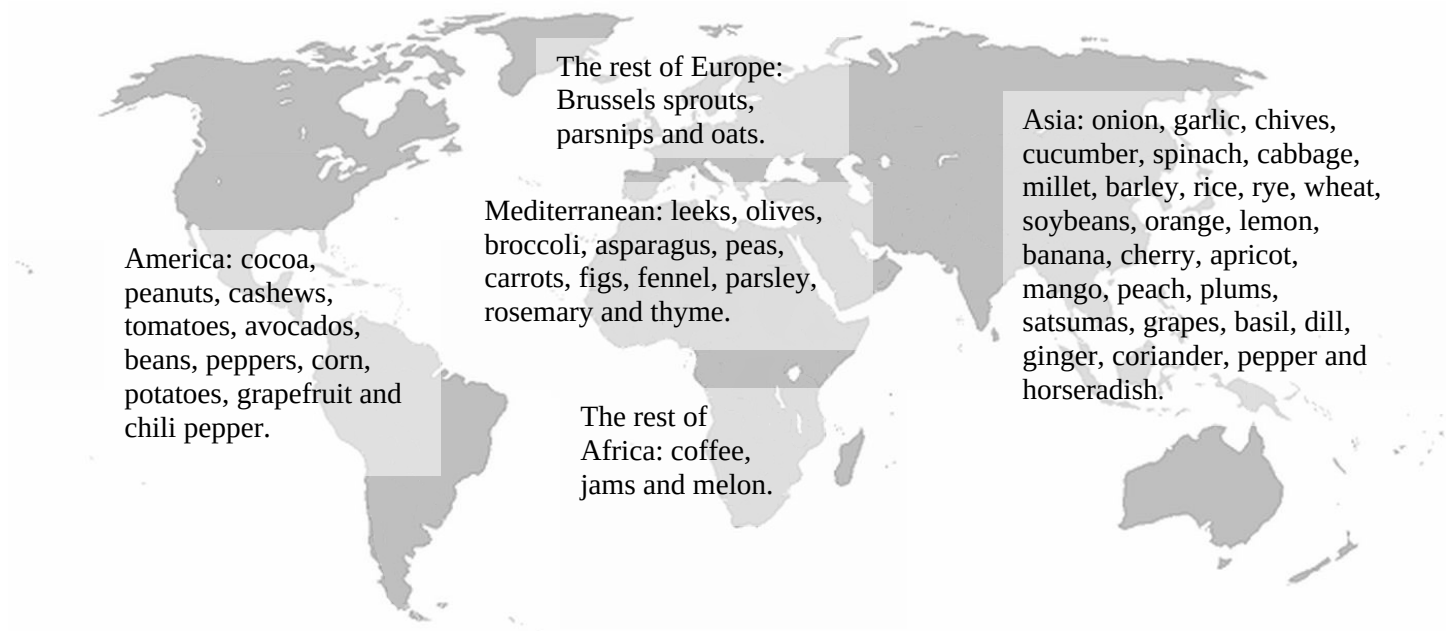 The rest of Europe:
Brussels sprouts,
parsnips and oats.
Asia: onion, garlic, chives,
cucumber, spinach, cabbage,
millet, barley, rice, rye, wheat,
soybeans, orange, lemon,
banana, cherry, apricot,
mango, peach, plums,
satsumas, grapes, basil, dill,
ginger, coriander, pepper and
horseradish.
Mediterranean: leeks, olives,
broccoli, asparagus, peas,
carrots, figs, fennel, parsley,
rosemary and thyme.
America: cocoa,
peanuts, cashews,
tomatoes, avocados,
beans, peppers, corn,
potatoes, grapefruit and
chili pepper.
The rest of
Africa: coffee,
jams and melon.